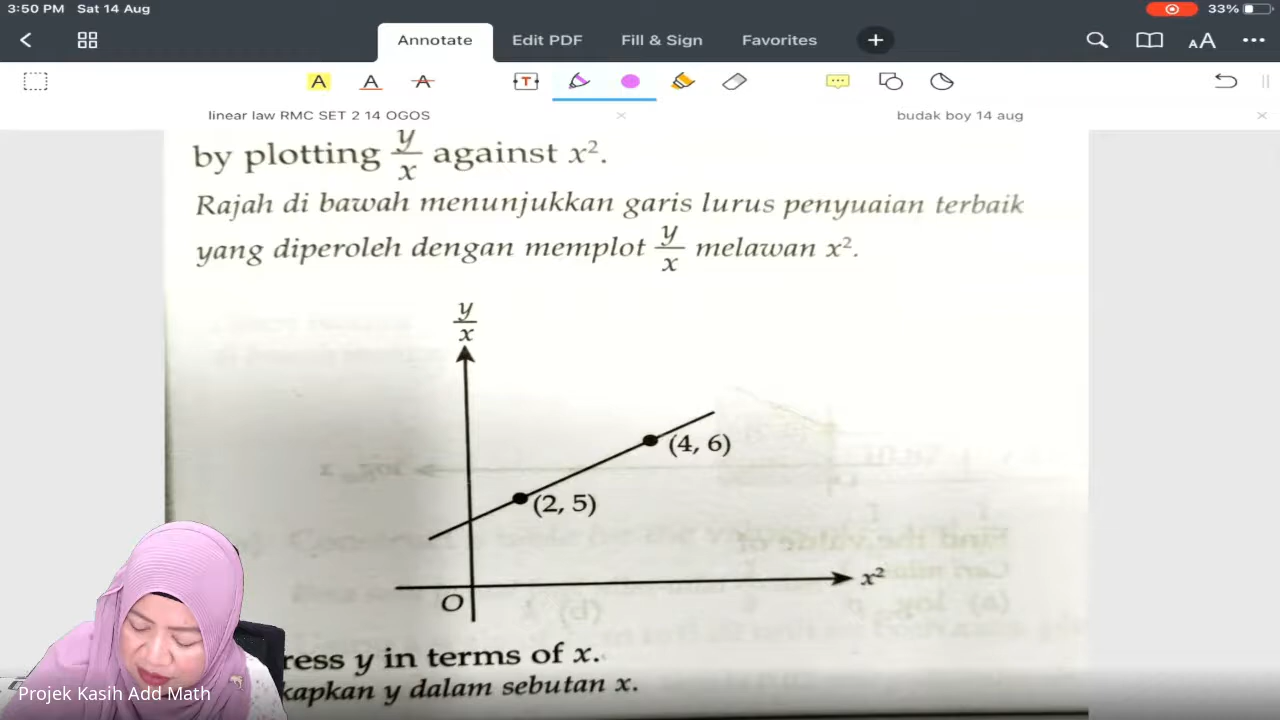 3:50 PM Sat 14 Aug
33%
Annotate
Edit PDF
Fill & Sign
Favorites
+
AA
A
A
A
T
linear law RMC SET 2 14 OGOS
×
budak boy 14 aug
×
by plotting y/x against x².
Rajah di bawah menunjukkan garis lurus penyuaian terbaik
yang diperoleh dengan memplot y/x melawan x².
y/x
(4, 6)
(2, 5)
x²
O
ress y in terms of x.
kapkan y dalam sebutan x.
Projek Kasih Add Math